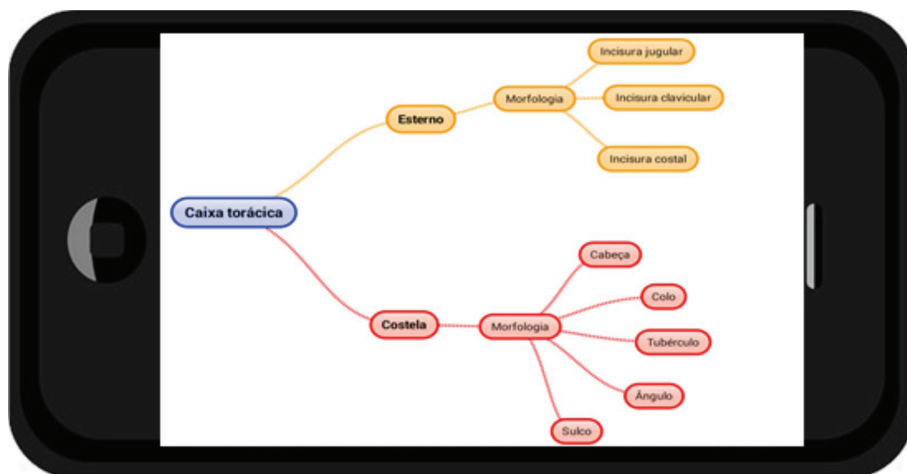 Caixa torácica
Esterno
Morfologia
Incisura jugular
Incisura clavicular
Incisura costal
Costela
Morfologia
Cabeça
Colo
Tubérculo
Ângulo
Sulco